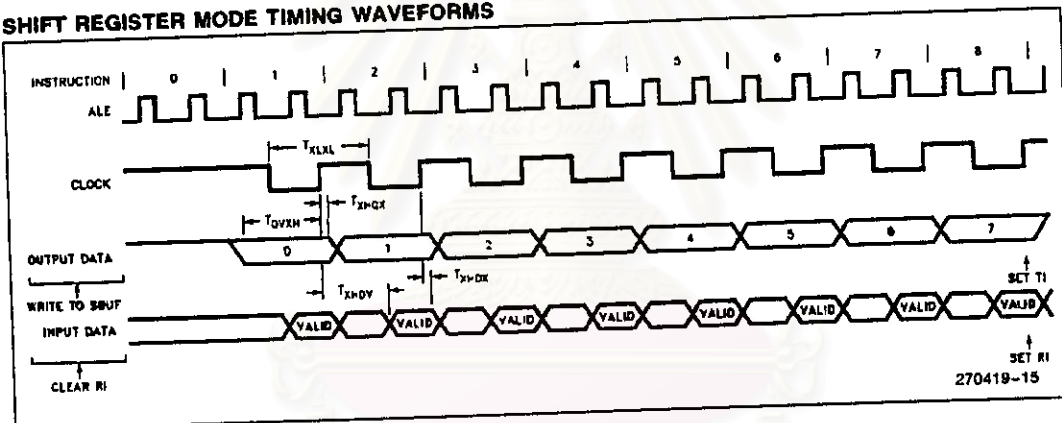 SHIFT REGISTER MODE TIMING WAVEFORMS
INSTRUCTION | 0 | 1 | 2 | 3 | 4 | 5 | 6 | 7 | 8 |
ALE
TXLXL
CLOCK
TQVXH
TXHQX
OUTPUT DATA
0 1 2 3 4 5 6 7
WRITE TO SBUF
TXHDV
TXHDX
SET TI
INPUT DATA
VALID VALID VALID VALID VALID VALID VALID VALID
CLEAR RI
SET RI
270419-15